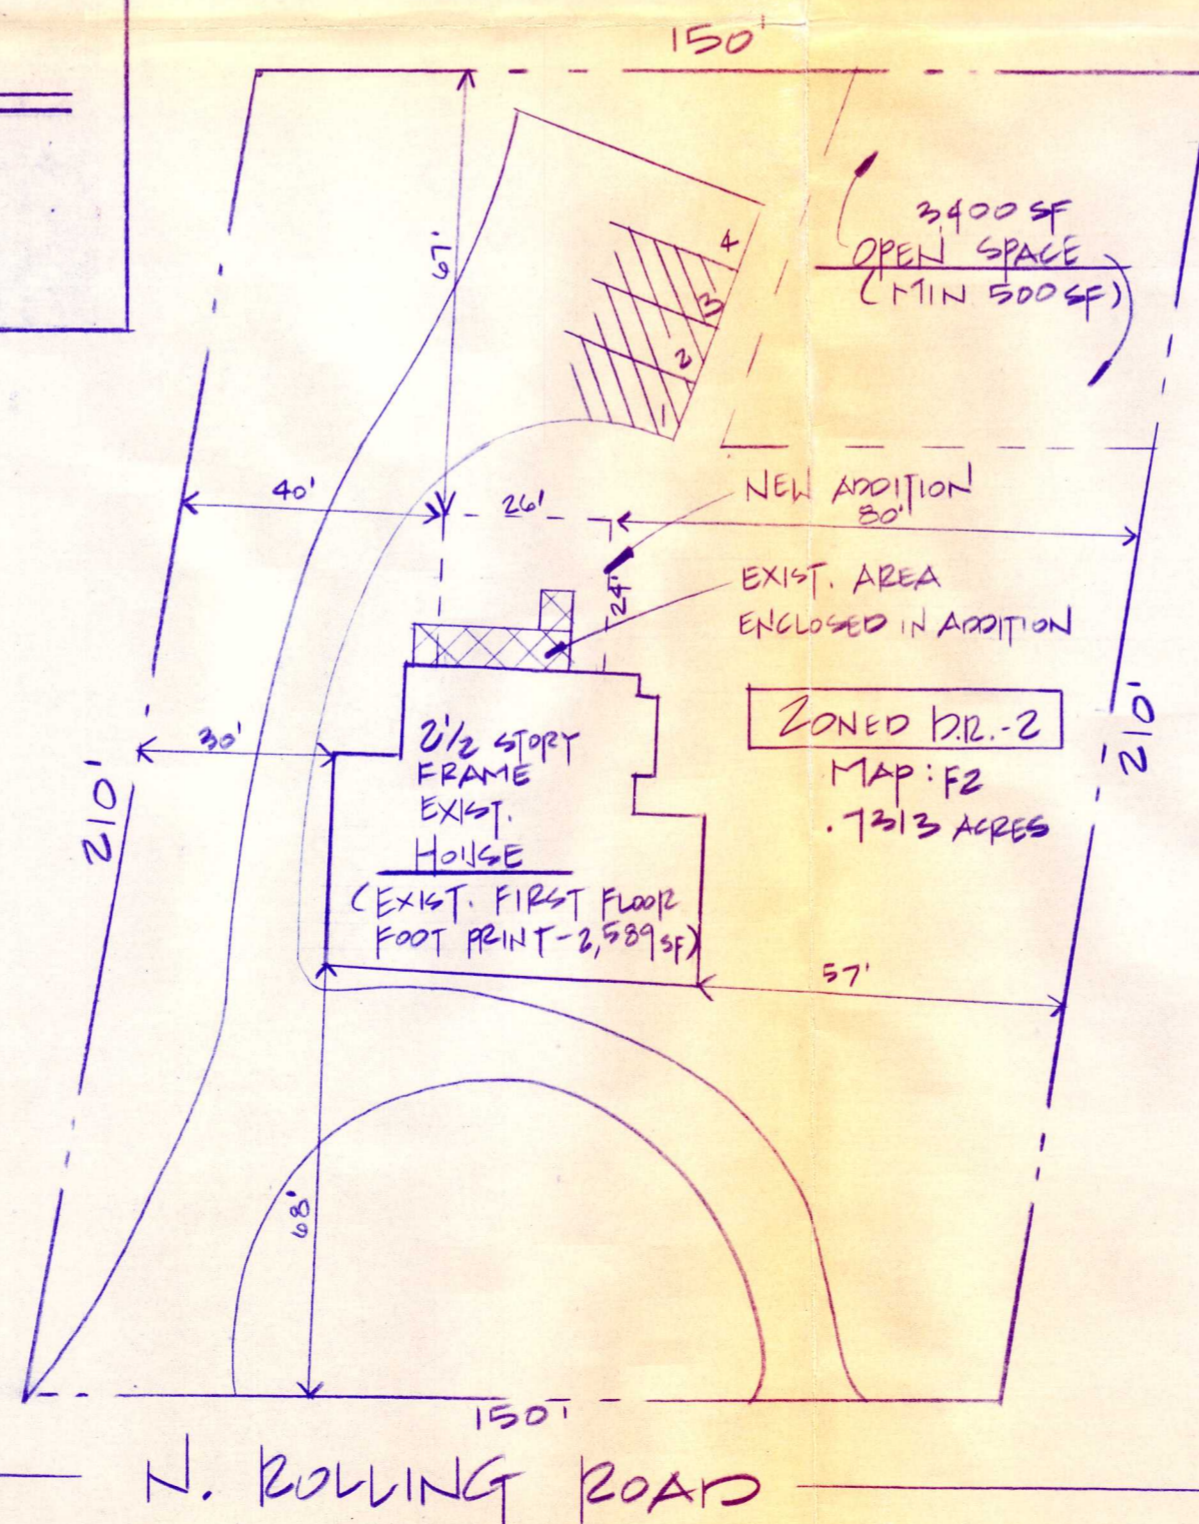 150'
67'
3,400 SF
OPEN SPACE
(MIN 500 SF)
4
3
2
1
40'
26'
NEW ADDITION
80'
24'
EXIST. AREA
ENCLOSED IN ADDITION
210'
30'
2 1/2 STORY
FRAME
EXIST.
HOUSE
(EXIST. FIRST FLOOR
FOOT PRINT-2,589 SF)
ZONED D.R.-2
MAP: F2
.7313 ACRES
210'
57'
68'
150'
N. ROLLING ROAD